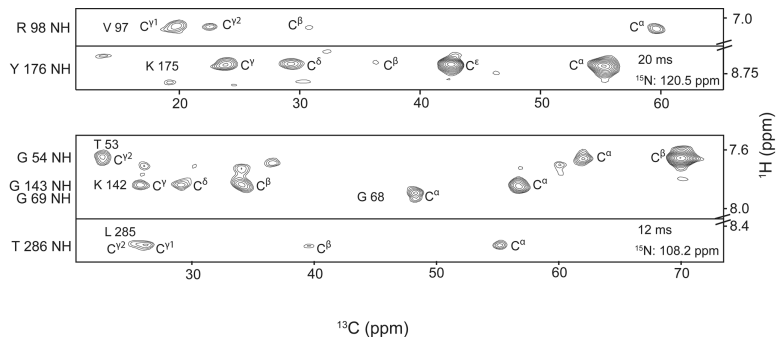 R 98 NH V 97 Cγ1 Cγ2 Cβ Cα 7.0
Y 176 NH K 175 Cγ Cδ Cβ Cε Cα 20 ms
15N: 120.5 ppm 8.75
20 30 40 50 60
T 53
G 54 NH Cγ2 Cα Cβ 7.6
G 143 NH K 142 Cγ Cδ Cβ Cα
G 69 NH G 68 Cα 8.0
L 285 12 ms 8.4
T 286 NH Cγ2 Cγ1 Cβ Cα 15N: 108.2 ppm
30 40 50 60 70
1H (ppm)
13C (ppm)